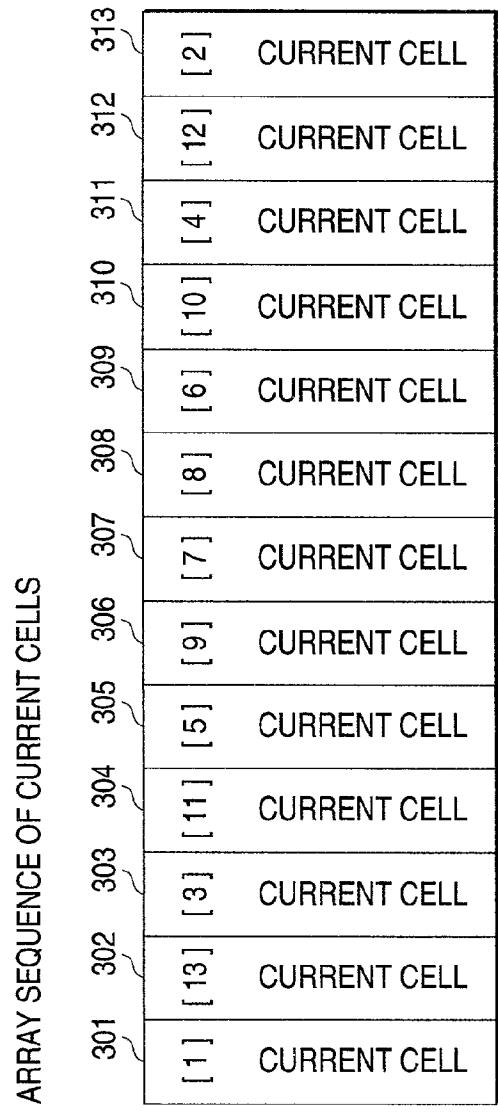 ARRAY SEQUENCE OF CURRENT CELLS
301 302 303 304 305 306 307 308 309 310 311 312 313
[1] [13] [3] [11] [5] [9] [7] [8] [6] [10] [4] [12] [2]
CURRENT CELL CURRENT CELL CURRENT CELL CURRENT CELL CURRENT CELL CURRENT CELL CURRENT CELL CURRENT CELL CURRENT CELL CURRENT CELL CURRENT CELL CURRENT CELL CURRENT CELL